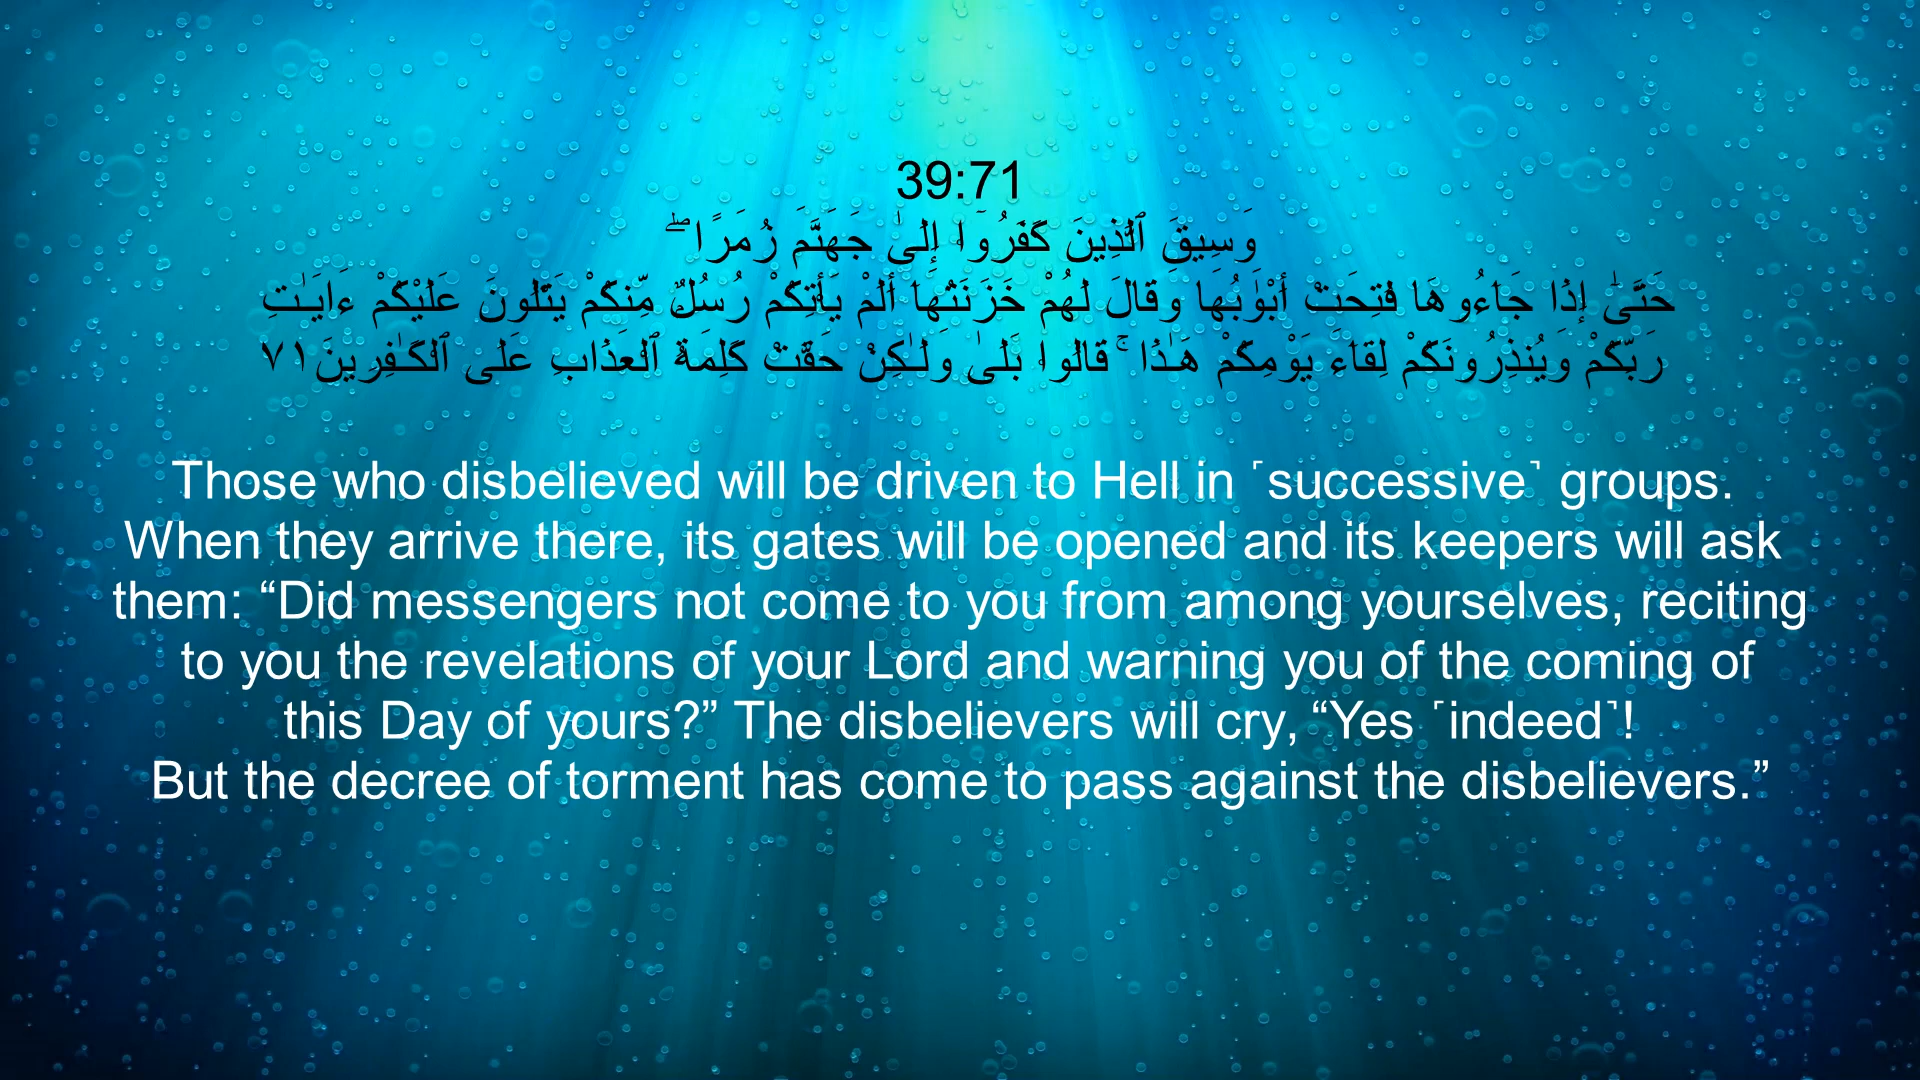 39:71
وَسِيقَ ٱلَّذِينَ كَفَرُوٓا۟ إِلَىٰ جَهَنَّمَ زُمَرًا ۖ
حَتَّىٰٓ إِذَا جَآءُوهَا فُتِحَتْ أَبْوَٰبُهَا وَقَالَ لَهُمْ خَزَنَتُهَآ أَلَمْ يَأْتِكُمْ رُسُلٌ مِّنكُمْ يَتْلُونَ عَلَيْكُمْ ءَايَـٰتِ
رَبِّكُمْ وَيُنذِرُونَكُمْ لِقَآءَ يَوْمِكُمْ هَـٰذَا ۚ قَالُوا۟ بَلَىٰ وَلَـٰكِنْ حَقَّتْ كَلِمَةُ ٱلْعَذَابِ عَلَى ٱلْكَـٰفِرِينَ ٧١
Those who disbelieved will be driven to Hell in ˹successive˺ groups.
When they arrive there, its gates will be opened and its keepers will ask
them: “Did messengers not come to you from among yourselves, reciting
to you the revelations of your Lord and warning you of the coming of
this Day of yours?” The disbelievers will cry, “Yes ˹indeed˺!
But the decree of torment has come to pass against the disbelievers.”